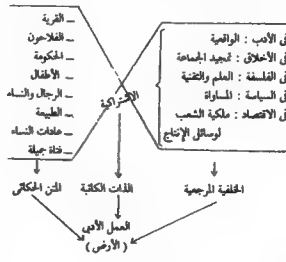 في الأدب : الواقعية
في الأخلاق : تمجيد الجماعة
في الفلسفة : العلم والتقنية
في السياسة : المساواة
في الاقتصاد : ملكية الشعب
لوسائل الإنتاج
الاشتراكية
ـ القرية
ـ الفلاحون
ـ الحكومة
ـ الأطفال
ـ الرجال والنساء
ـ الطبيعة
ـ عادات النساء
ـ فتاة جميلة
الخلفية المرجعية
الذات الكاتبة
المتن الحكائى
العمل الأدبى
( الأرض )